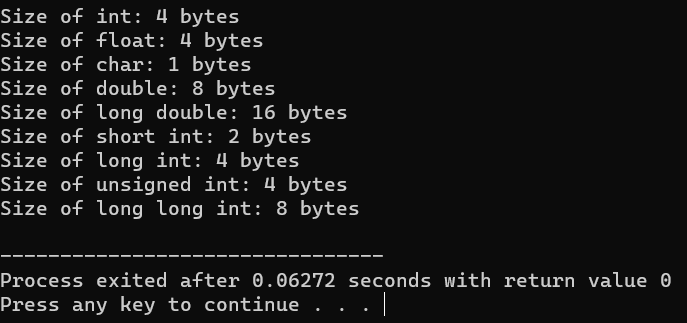 Size of int: 4 bytes
Size of float: 4 bytes
Size of char: 1 bytes
Size of double: 8 bytes
Size of long double: 16 bytes
Size of short int: 2 bytes
Size of long int: 4 bytes
Size of unsigned int: 4 bytes
Size of long long int: 8 bytes
--------------------------------
Process exited after 0.06272 seconds with return value 0
Press any key to continue . . .